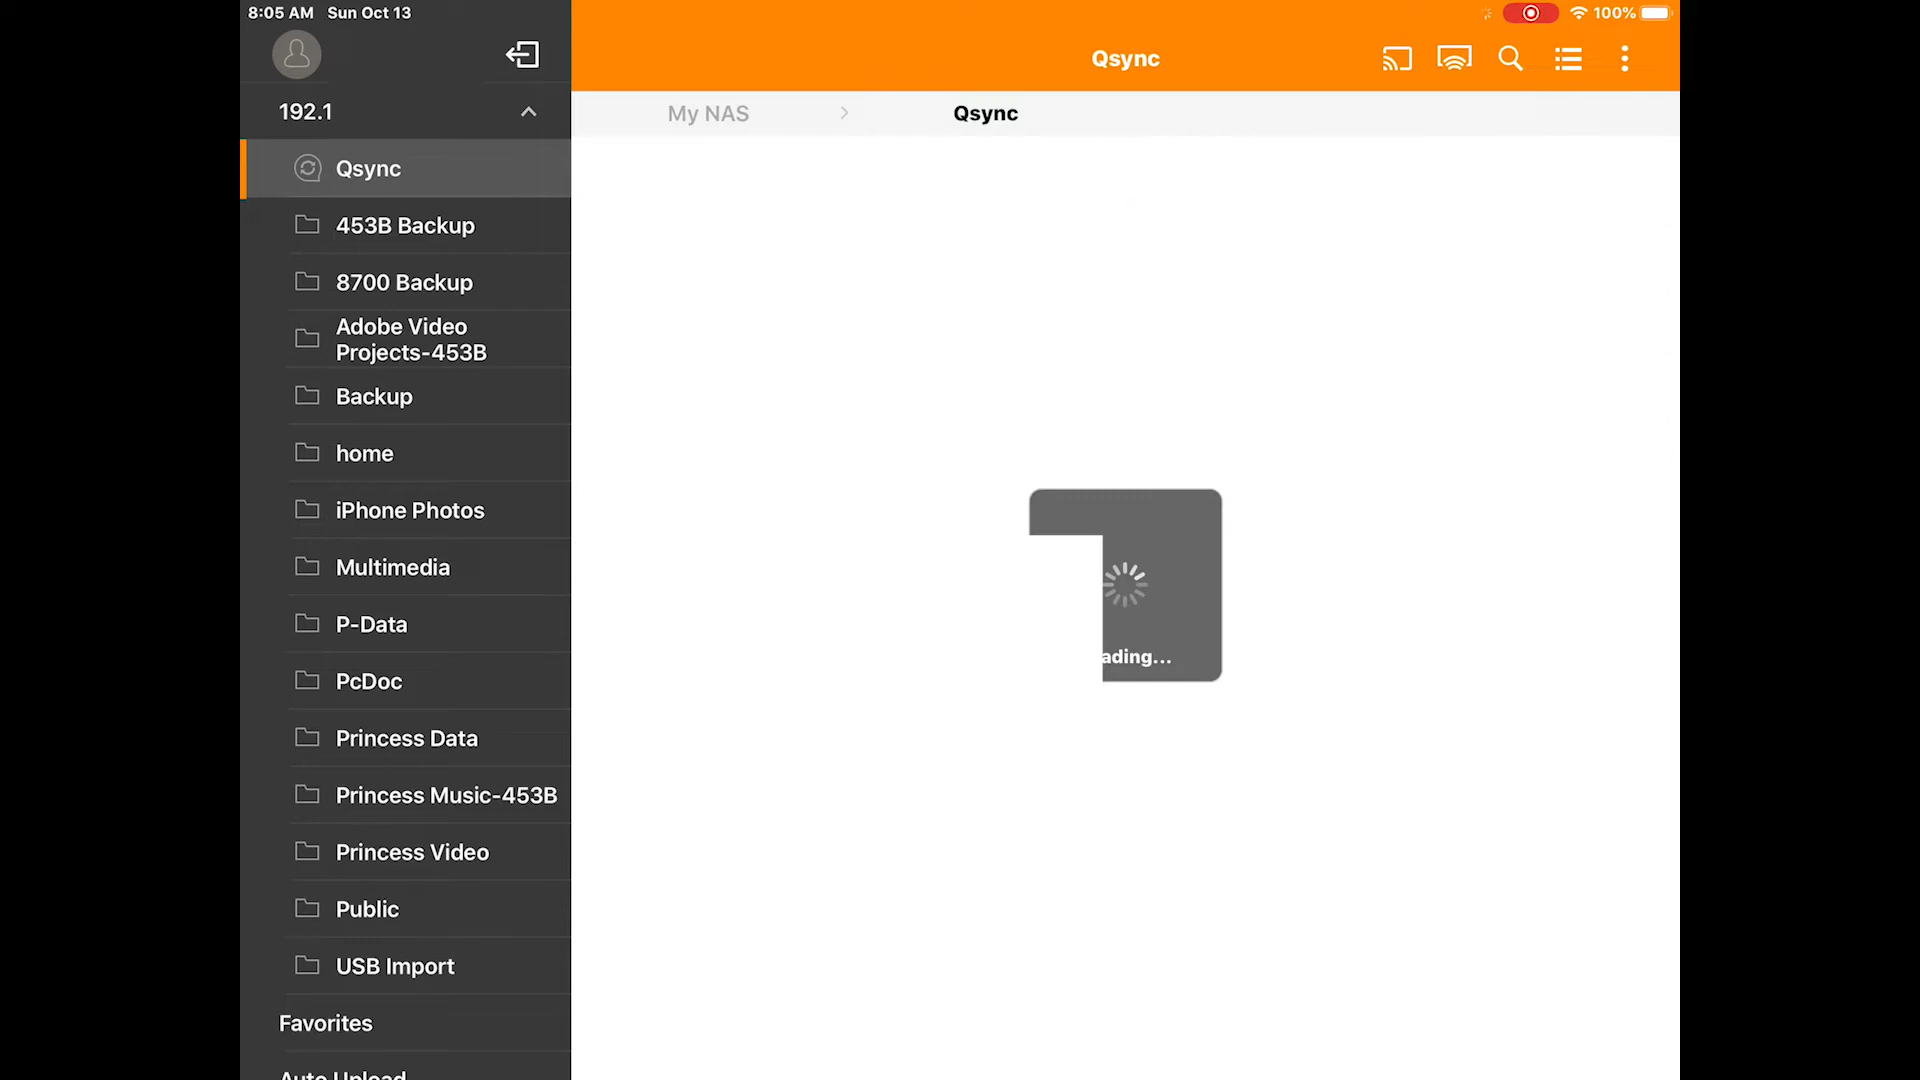 8:05 AM Sun Oct 13
100%
192.1
Qsync
453B Backup
8700 Backup
Adobe Video
Projects-453B
Backup
home
iPhone Photos
Multimedia
P-Data
PcDoc
Princess Data
Princess Music-453B
Princess Video
Public
USB Import
Favorites
Auto Upload
Qsync
My NAS > Qsync
ading...